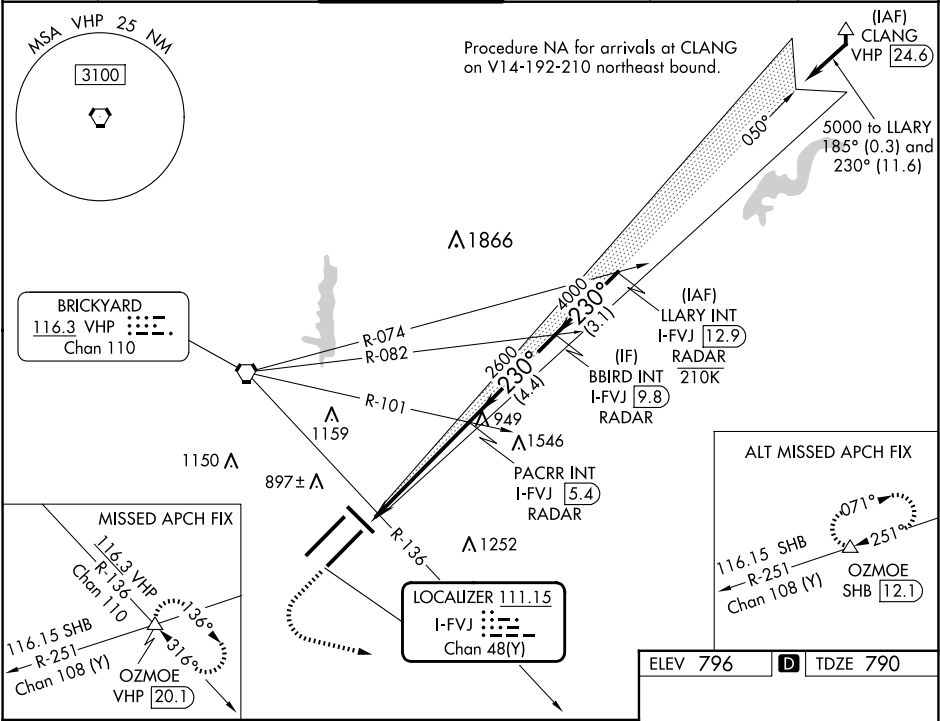 MSA VHP 25 NM
3100
Procedure NA for arrivals at CLANG
on V14-192-210 northeast bound.
(IAF)
CLANG
VHP 24.6
050°
5000 to LLARY
185° (0.3) and
230° (11.6)
1866
BRICKYARD
116.3 VHP
Chan 110
R-074
R-082
R-101
4000
230°
(3.1)
2600
230°
(4.4)
(IAF)
LLARY INT
I-FVJ 12.9
RADAR
210K
(IF)
BBIRD INT
I-FVJ 9.8
RADAR
949
1546
1159
1150
897±
PACRR INT
I-FVJ 5.4
RADAR
R-136
1252
LOCALIZER 111.15
I-FVJ
Chan 48(Y)
MISSED APCH FIX
116.3 VHP
R-136
Chan 110
116.15 SHB
R-251
Chan 108 (Y)
136°
316°
OZMOE
VHP 20.1
ALT MISSED APCH FIX
071°
251°
116.15 SHB
R-251
Chan 108 (Y)
OZMOE
SHB 12.1
ELEV 796 D TDZE 790